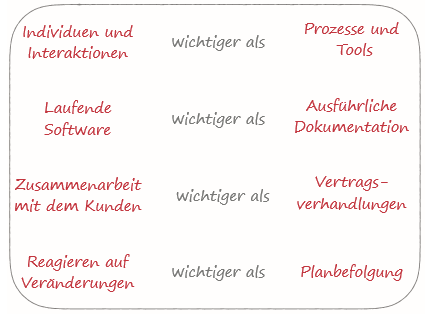 Individuen und
Interaktionen
wichtiger als
Prozesse und
Tools
Laufende
Software
wichtiger als
Ausführliche
Dokumentation
Zusammenarbeit
mit dem Kunden
wichtiger als
Vertrags-
verhandlungen
Reagieren auf
Veränderungen
wichtiger als
Planbefolgung